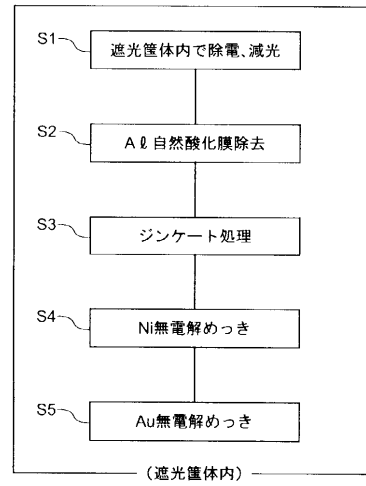 S1
遮光筐体内で除電、減光
S2
Aℓ自然酸化膜除去
S3
ジンケート処理
S4
Ni無電解めっき
S5
Au無電解めっき
(遮光筐体内)